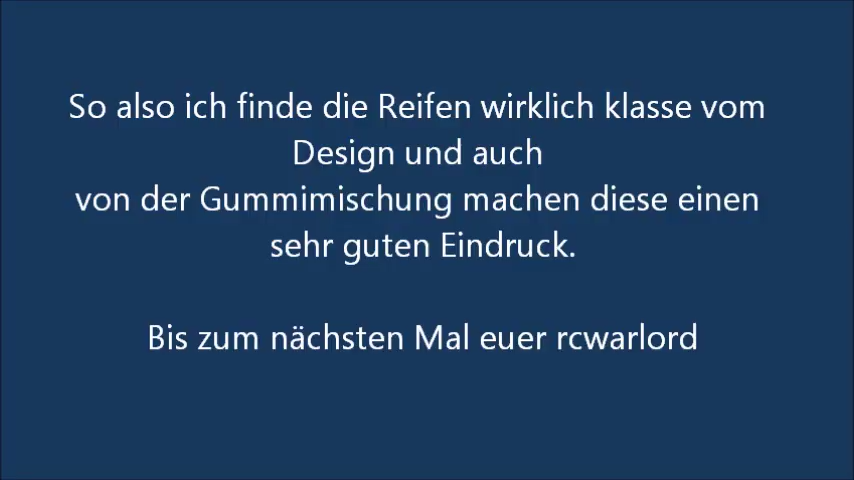 So also ich finde die Reifen wirklich klasse vom
Design und auch
von der Gummimischung machen diese einen
sehr guten Eindruck.
Bis zum nächsten Mal euer rcwarlord